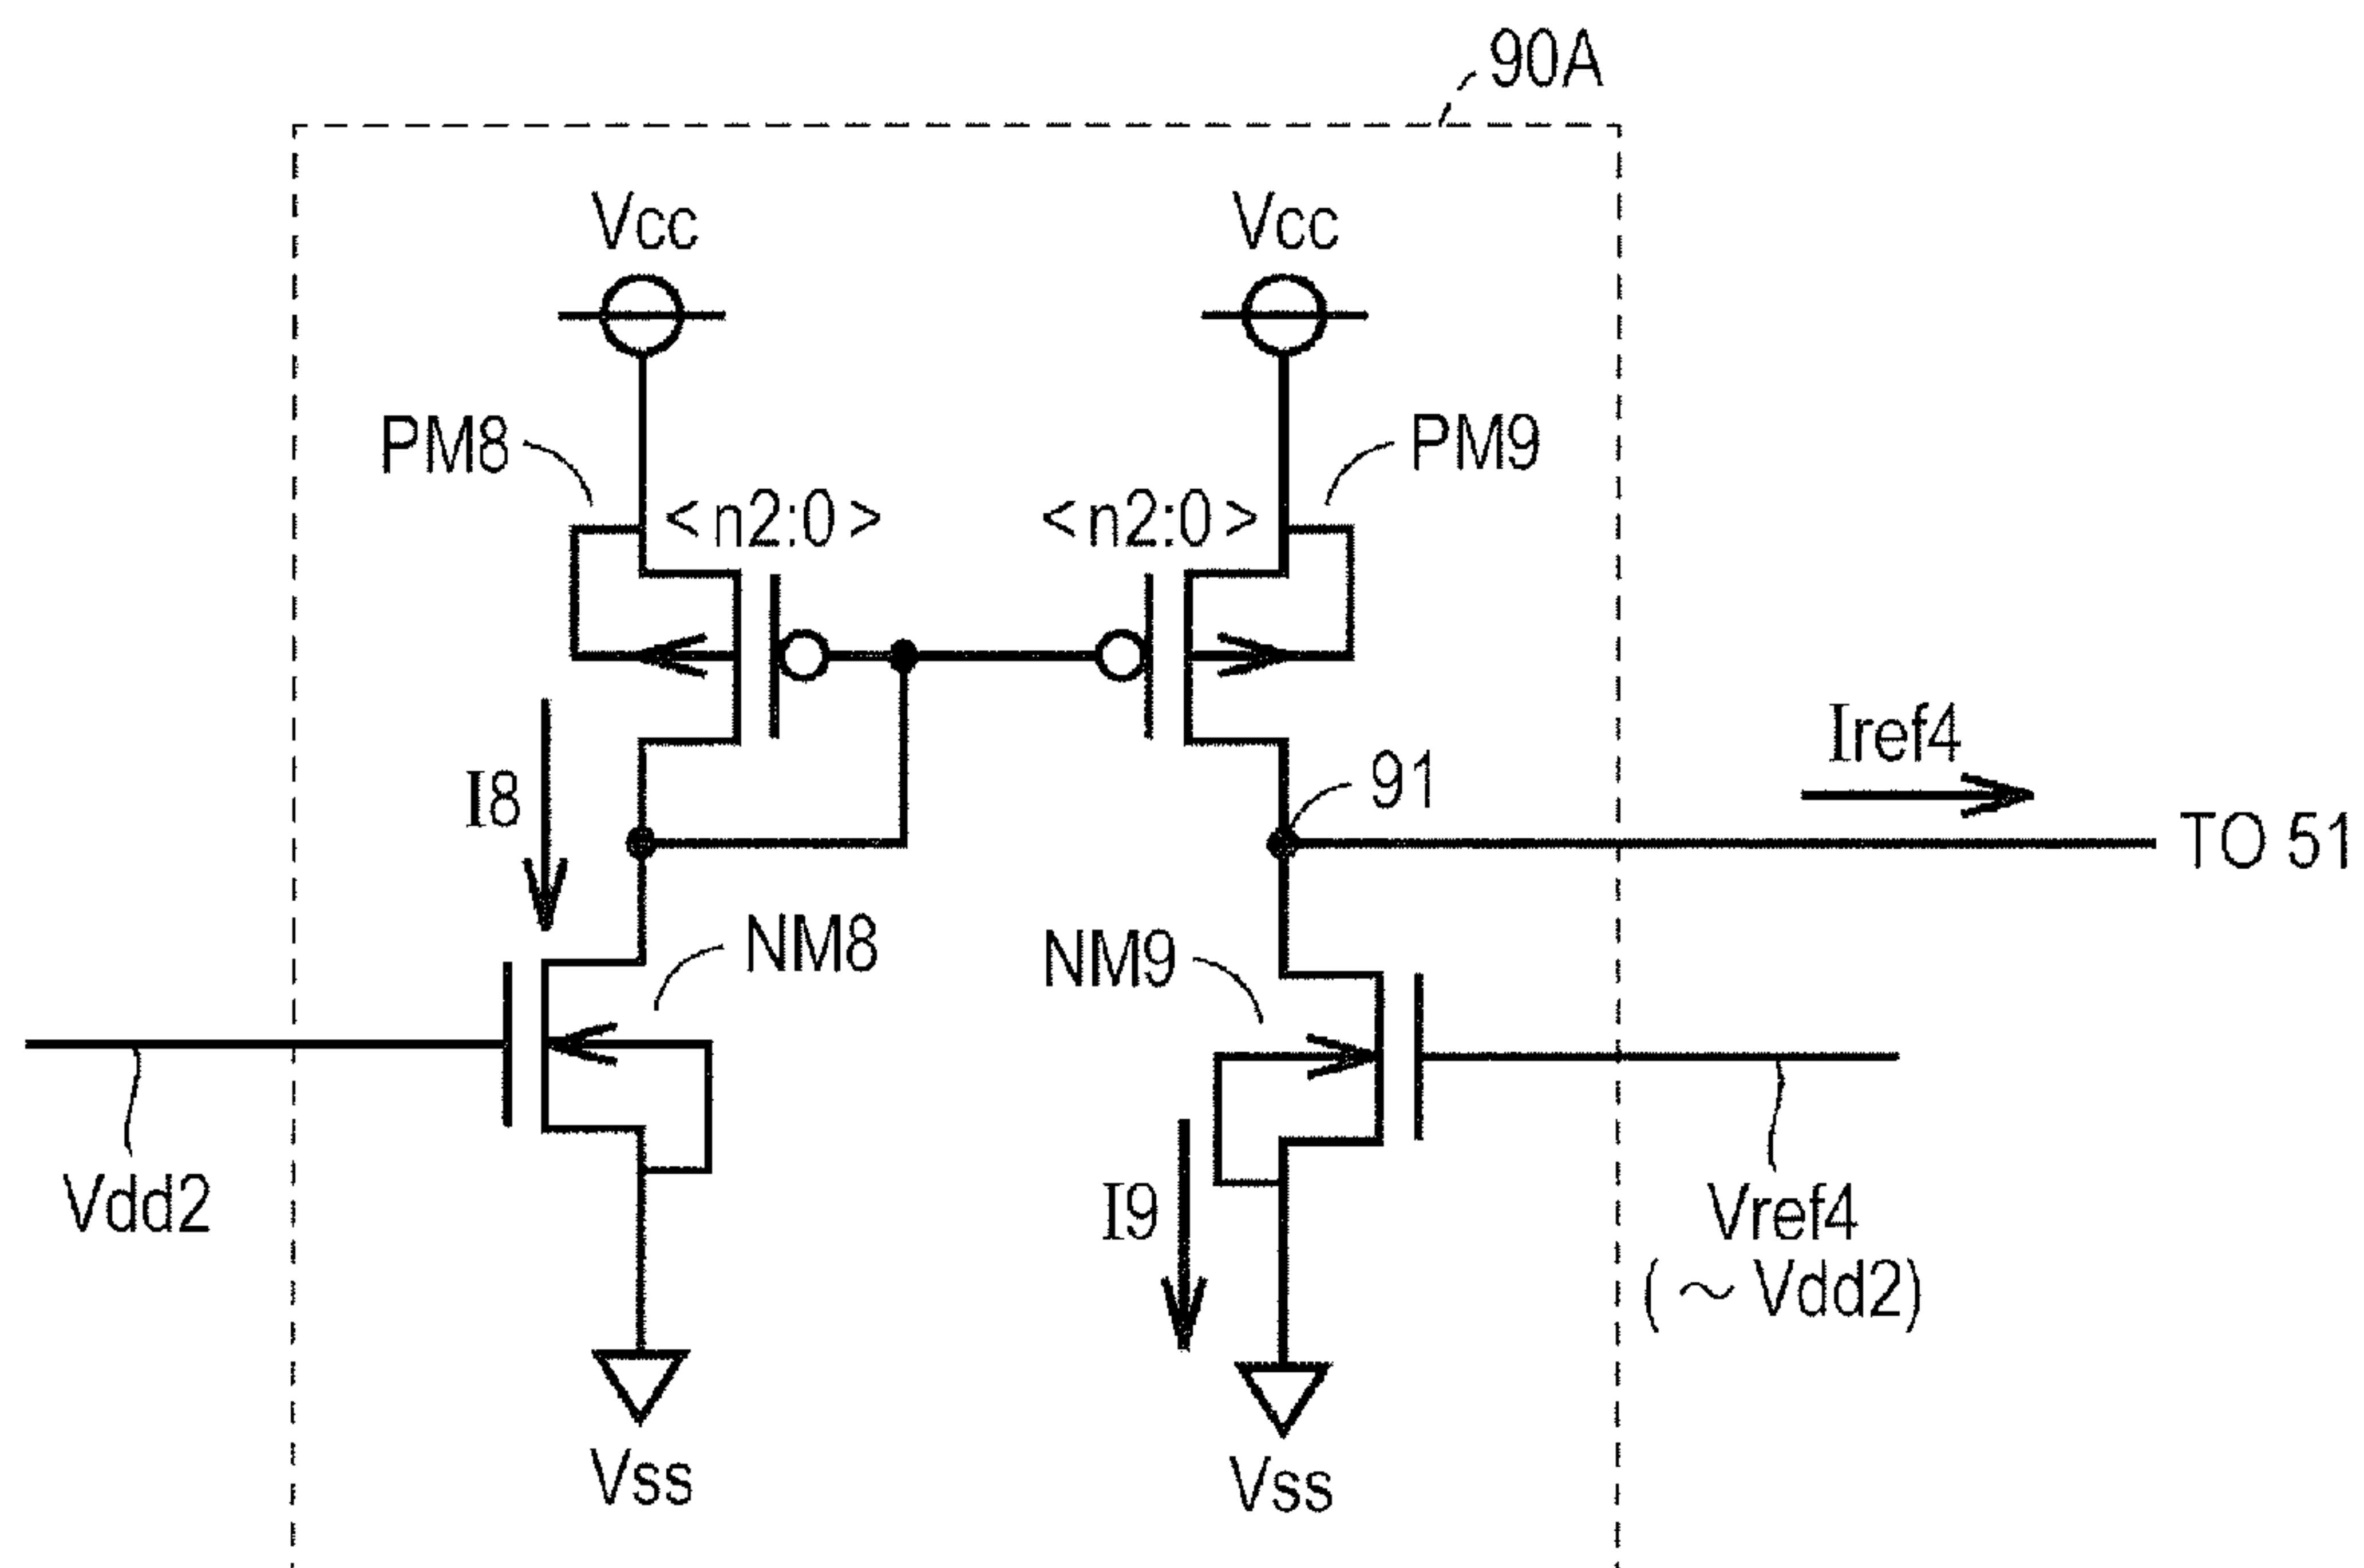 90A
Vcc
Vcc
PM8
PM9
<n2:0>
<n2:0>
Iref4
91
I8
TO 51
NM8
NM9
Vdd2
I9
Vref4
(~Vdd2)
Vss
Vss